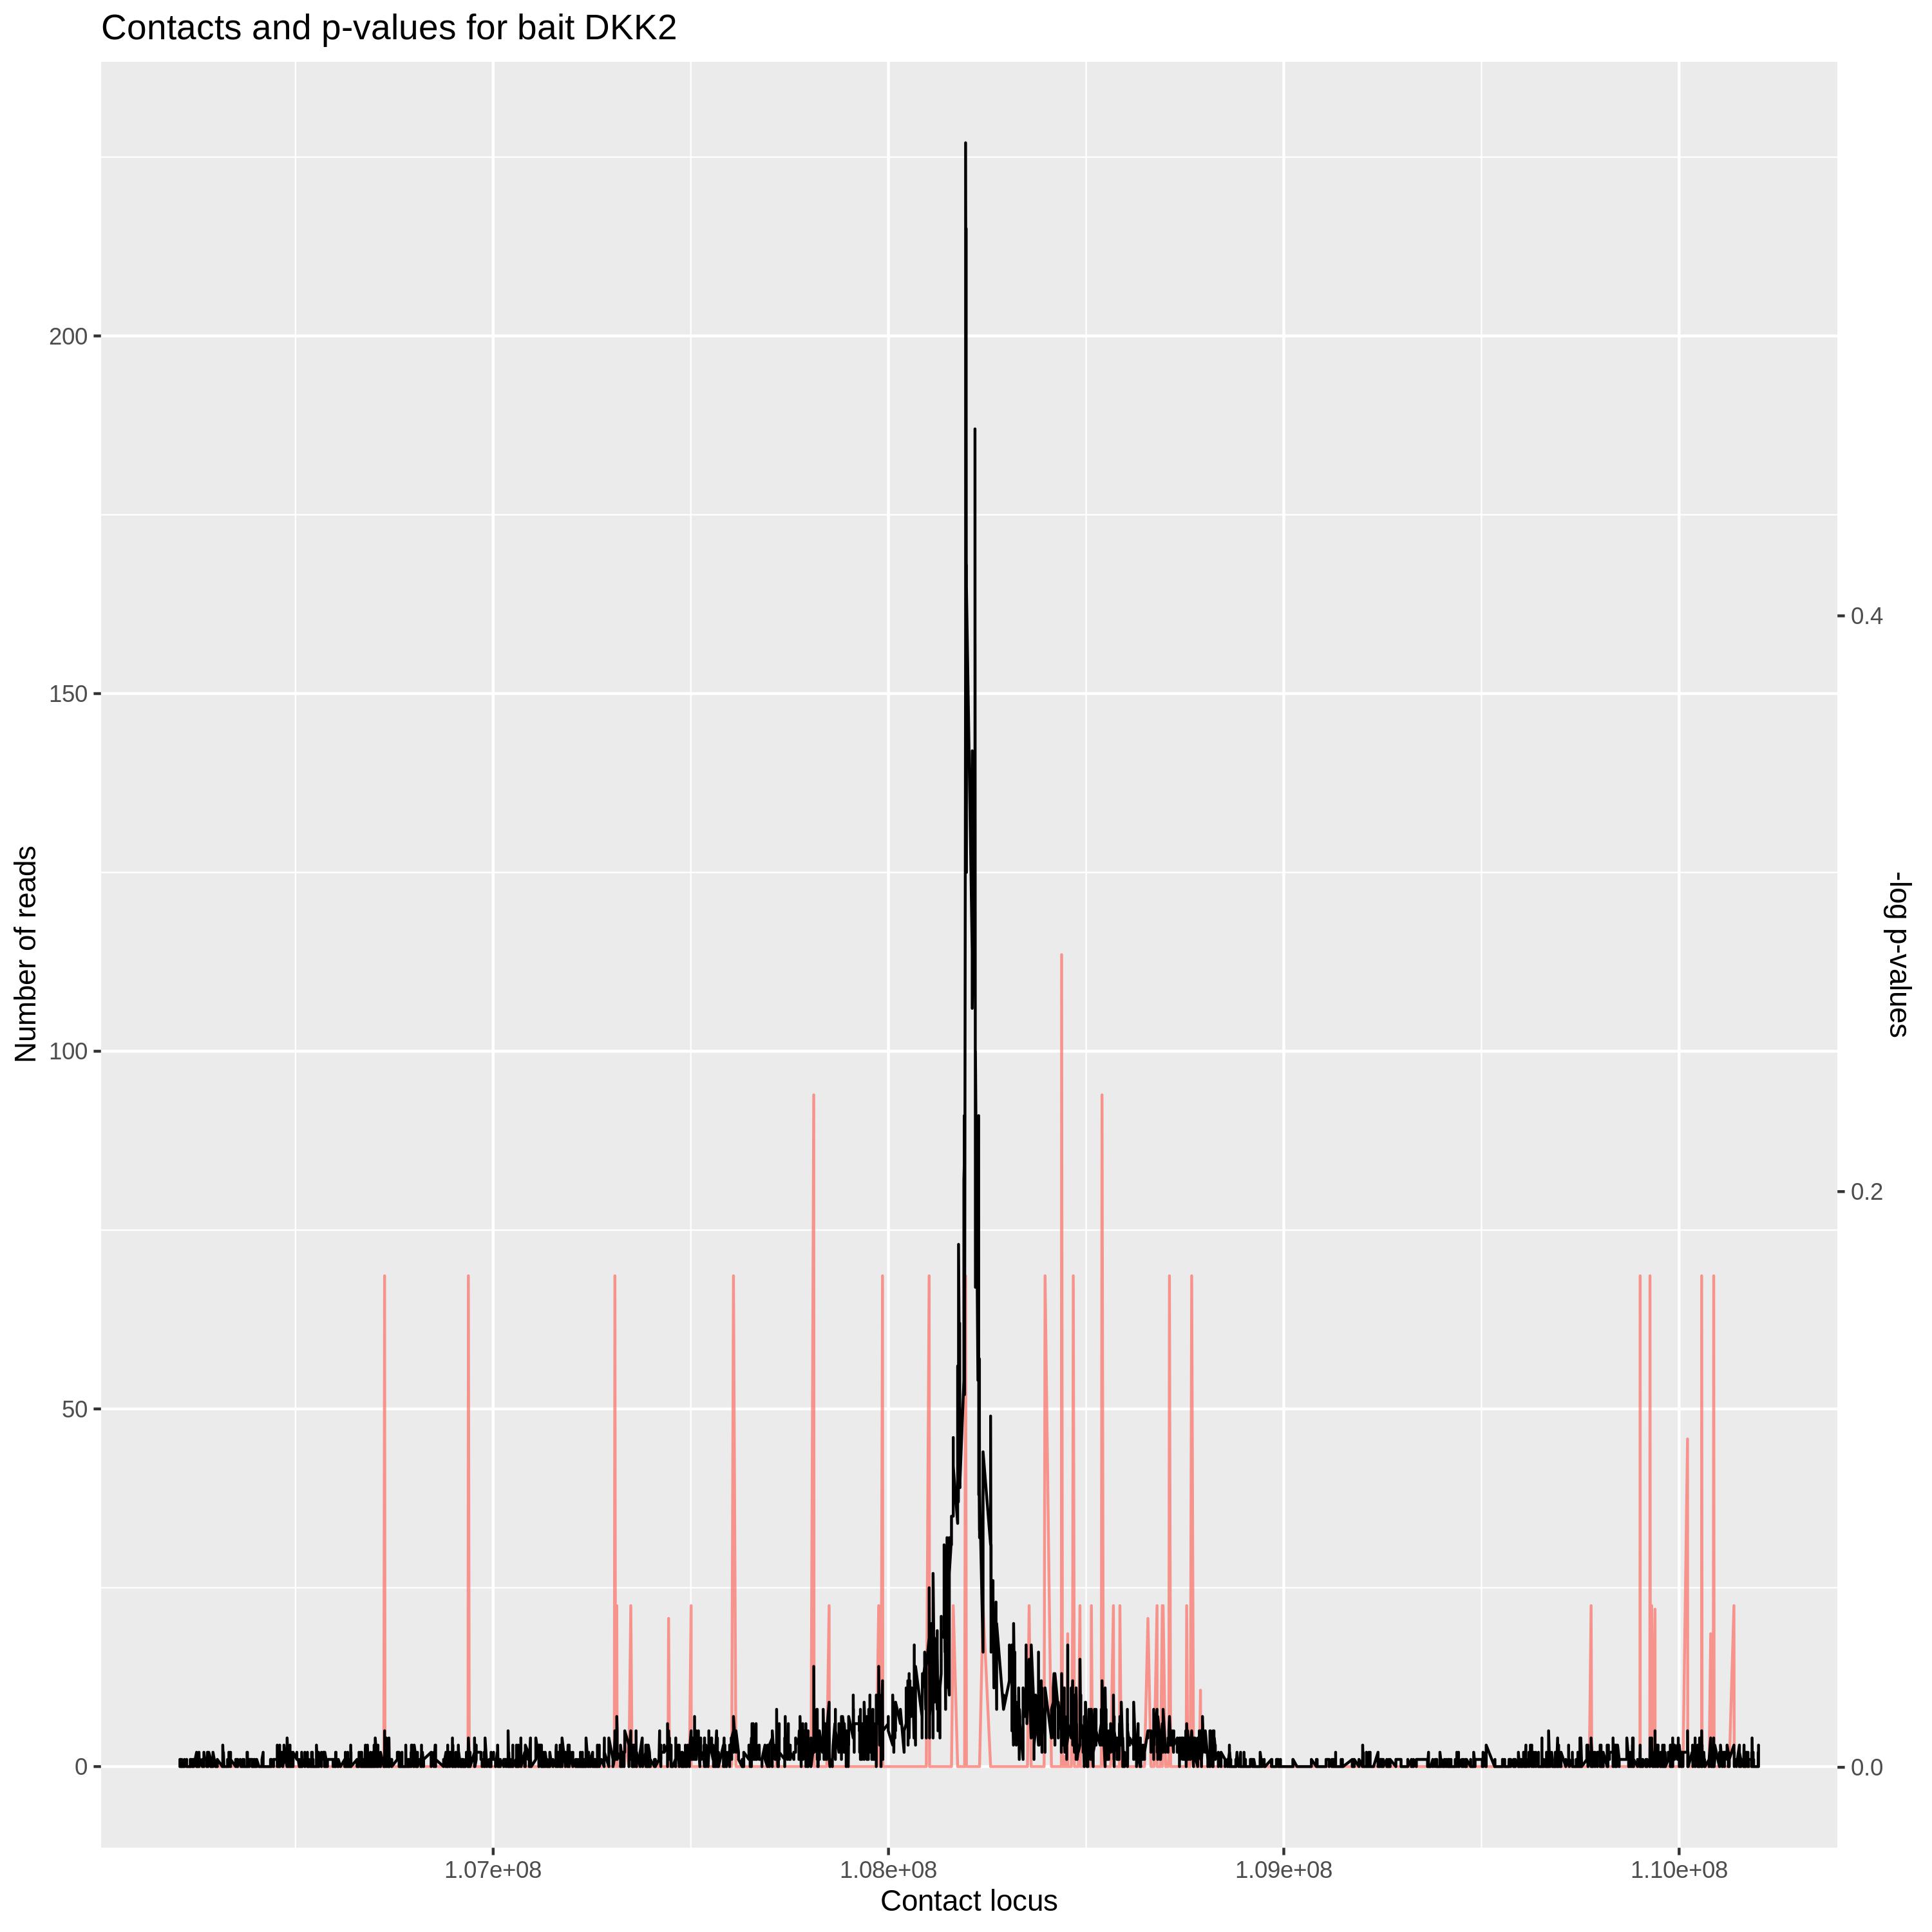 Contacts and p-values for bait DKK2
200
150
100
50
0
Number of reads
0.4
0.2
0.0
-log p-values
1.07e+08
1.08e+08
1.09e+08
1.10e+08
Contact locus